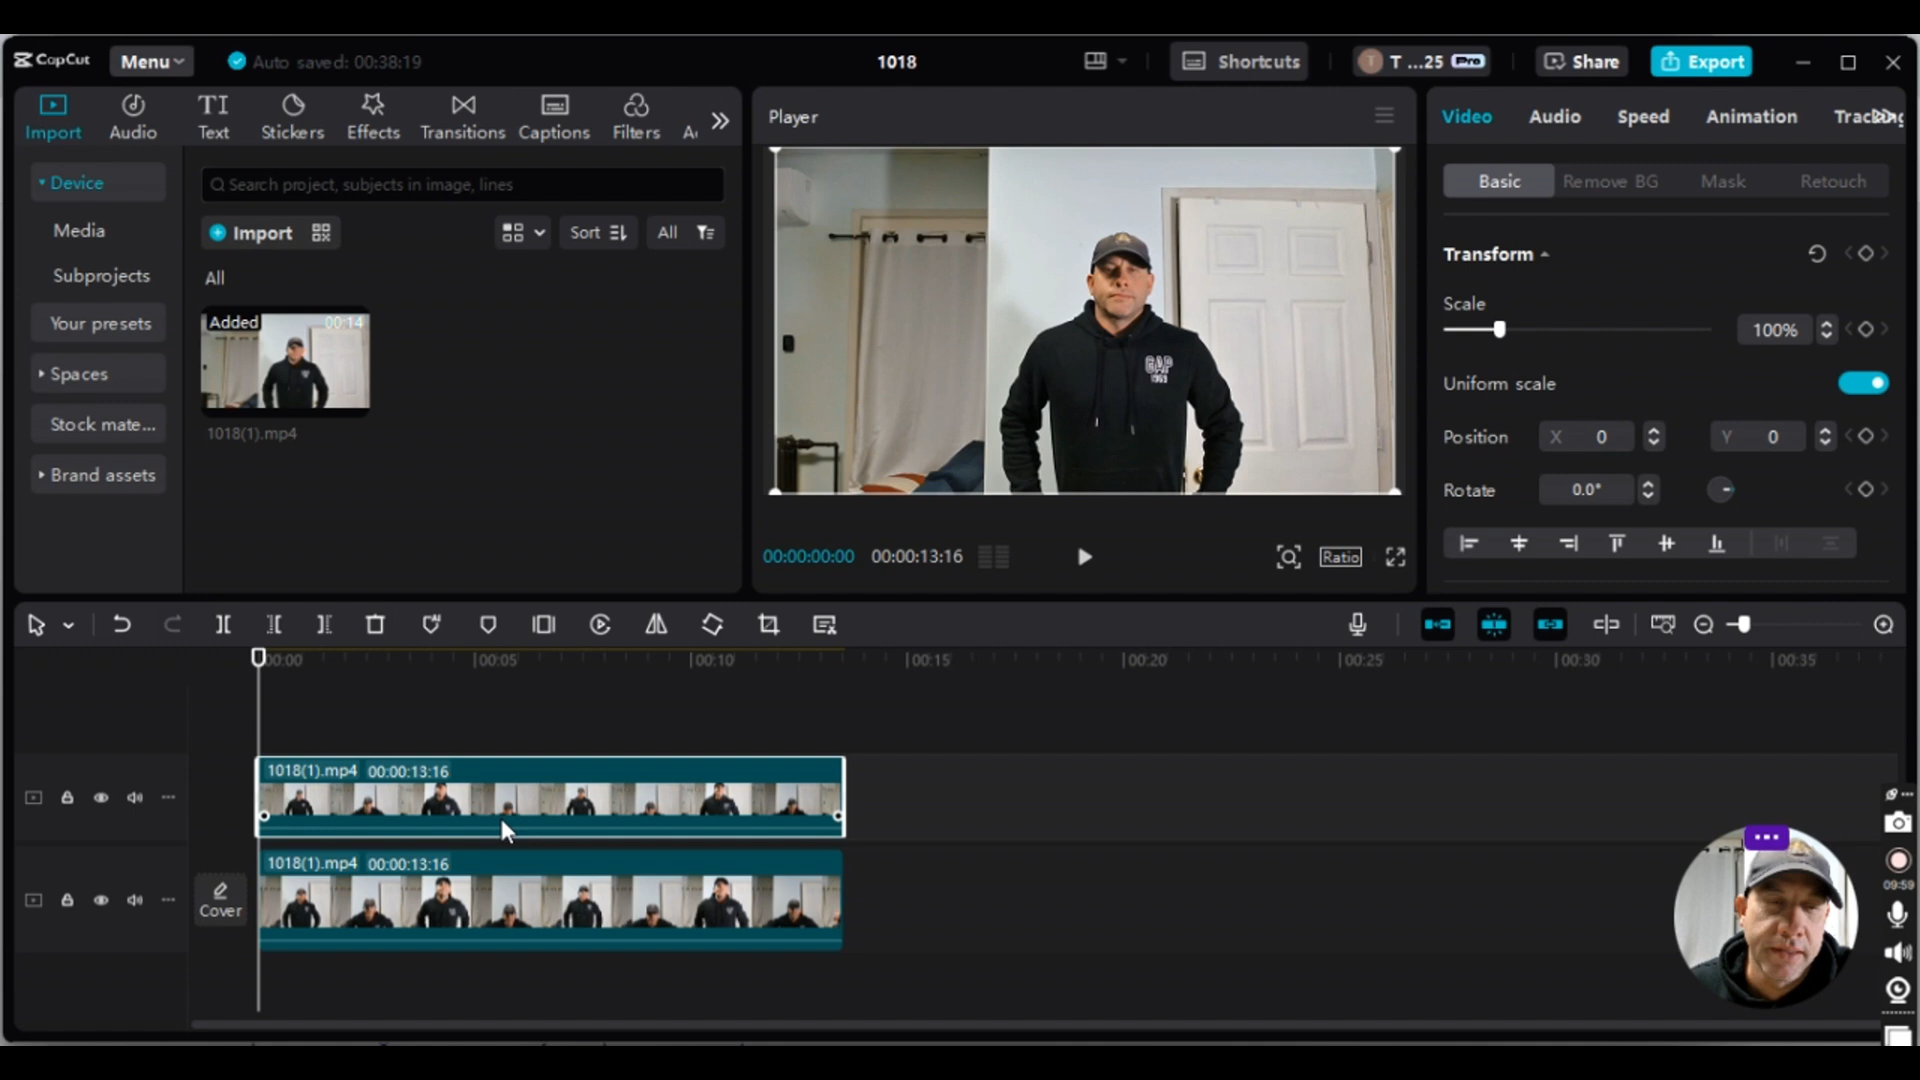 CapCut Menu Auto saved: 00:38:19 1018 Shortcuts T ...25 Pro Share Export
Import Audio Text Stickers Effects Transitions Captions Filters
Device
Media
Subprojects
Your presets
Spaces
Stock mate...
Brand assets
Search project, subjects in image, lines
Import Sort All
All
Added 00:14
1018(1).mp4
Player
GAP
1969
00:00:00:00 00:00:13:16 Ratio
Video Audio Speed Animation Tracking
Basic Remove BG Mask Retouch
Transform
Scale
100%
Uniform scale
Position X 0 Y 0
Rotate 0.0°
00:00 00:05 00:10 00:15 00:20 00:25 00:30 00:35
1018(1).mp4 00:00:13:16
Cover
1018(1).mp4 00:00:13:16
09:59